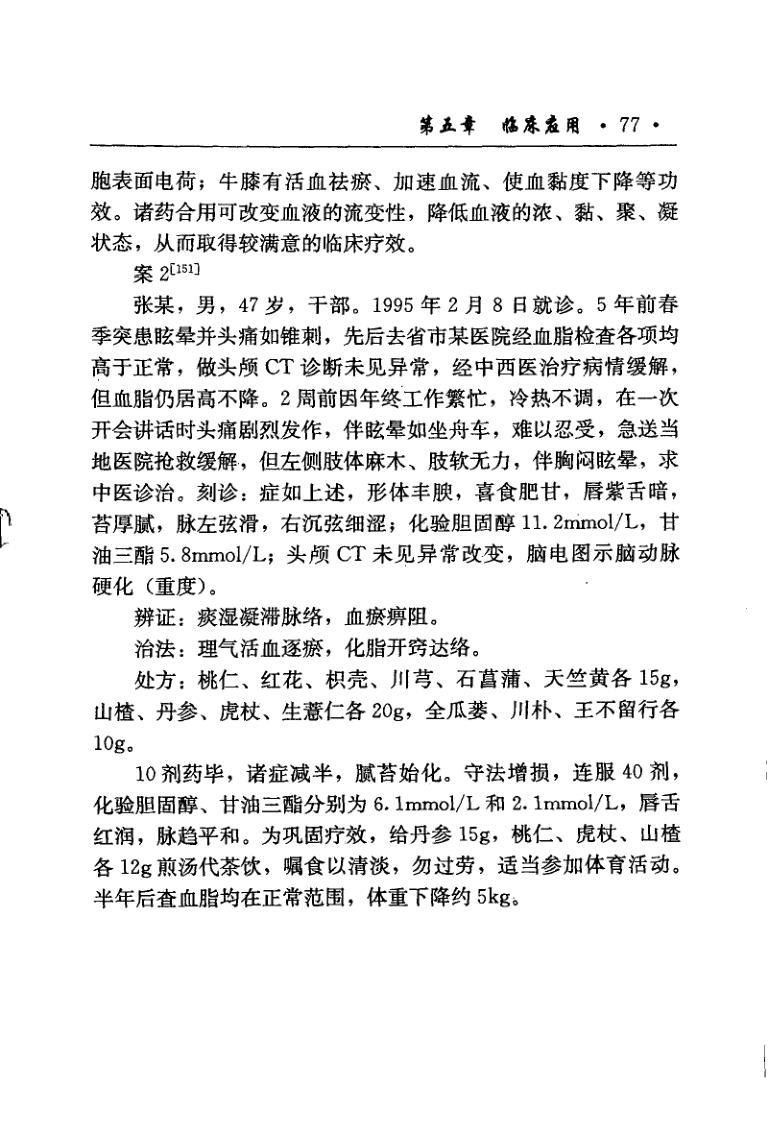 第五章 临床应用 · 77 ·
胞表面电荷；牛膝有活血祛瘀、加速血流、使血黏度下降等功
效。诸药合用可改变血液的流变性，降低血液的浓、黏、聚、凝
状态，从而取得较满意的临床疗效。
案 2[151]
张某，男，47 岁，干部。1995 年 2 月 8 日就诊。5 年前春
季突患眩晕并头痛如锥刺，先后去省市某医院经血脂检查各项均
高于正常，做头颅 CT 诊断未见异常，经中西医治疗病情缓解，
但血脂仍居高不降。2 周前因年终工作繁忙，冷热不调，在一次
开会讲话时头痛剧烈发作，伴眩晕如坐舟车，难以忍受，急送当
地医院抢救缓解，但左侧肢体麻木、肢软无力，伴胸闷眩晕，求
中医诊治。刻诊：症如上述，形体丰腴，喜食肥甘，唇紫舌暗，
苔厚腻，脉左弦滑，右沉弦细涩；化验胆固醇 11.2mmol/L，甘
油三酯 5.8mmol/L；头颅 CT 未见异常改变，脑电图示脑动脉
硬化（重度）。
辨证：痰湿凝滞脉络，血瘀痹阻。
治法：理气活血逐瘀，化脂开窍达络。
处方：桃仁、红花、枳壳、川芎、石菖蒲、天竺黄各 15g，
山楂、丹参、虎杖、生薏仁各 20g，全瓜蒌、川朴、王不留行各
10g。
10 剂药毕，诸症减半，腻苔始化。守法增损，连服 40 剂，
化验胆固醇、甘油三酯分别为 6.1mmol/L 和 2.1mmol/L，唇舌
红润，脉趋平和。为巩固疗效，给丹参 15g，桃仁、虎杖、山楂
各 12g 煎汤代茶饮，嘱食以清淡，勿过劳，适当参加体育活动。
半年后查血脂均在正常范围，体重下降约 5kg。